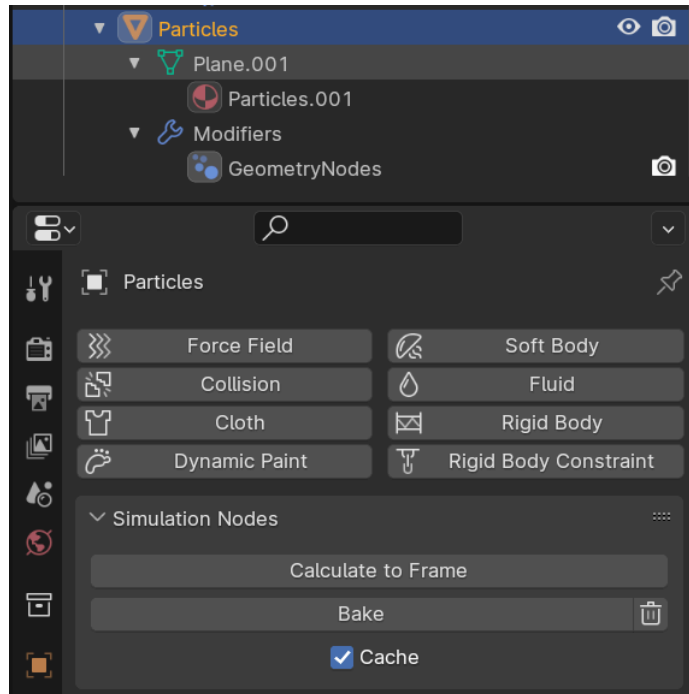 Particles
Plane.001
Particles.001
Modifiers
GeometryNodes
Particles
Force Field
Soft Body
Collision
Fluid
Cloth
Rigid Body
Dynamic Paint
Rigid Body Constraint
Simulation Nodes
Calculate to Frame
Bake
Cache